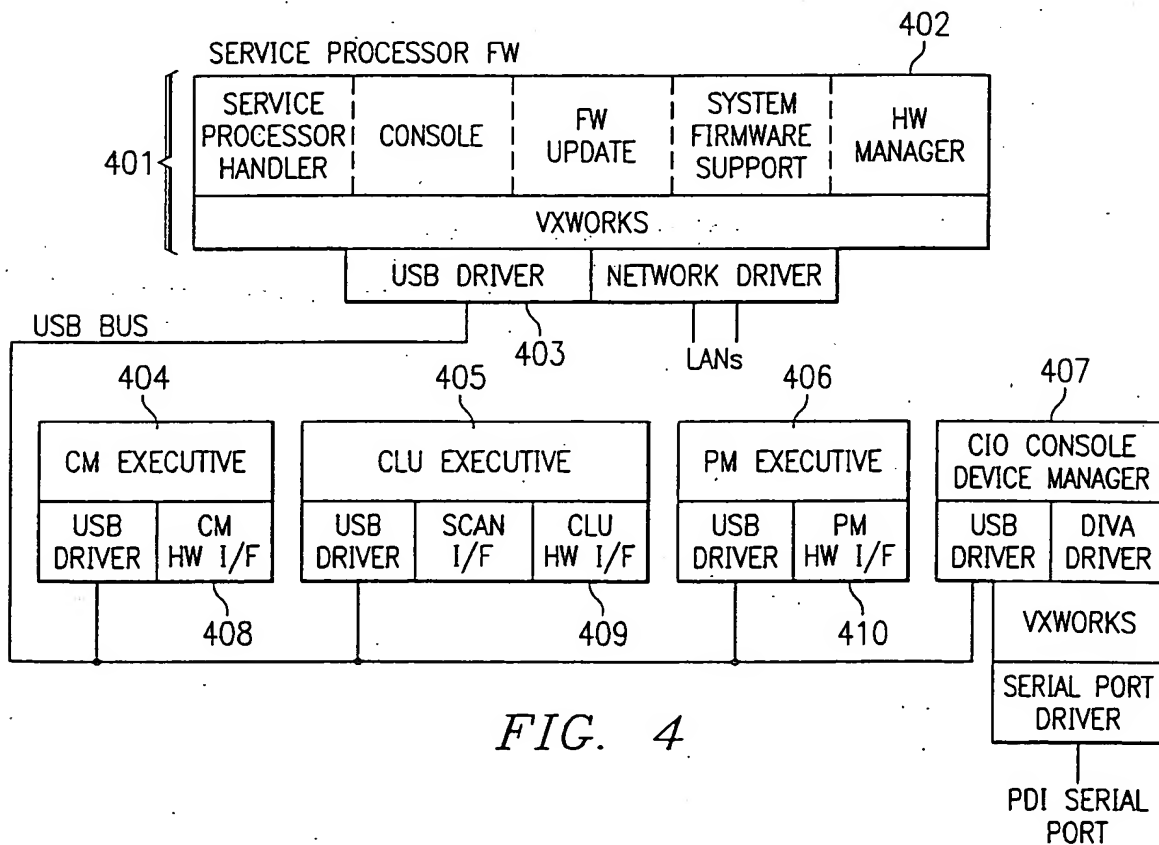 402
SERVICE PROCESSOR FW
SERVICE
PROCESSOR
HANDLER
CONSOLE
FW
UPDATE
SYSTEM
FIRMWARE
SUPPORT
HW
MANAGER
401
VXWORKS
USB DRIVER
NETWORK DRIVER
USB BUS
403
LANs
404
405
406
407
CM EXECUTIVE
CLU EXECUTIVE
PM EXECUTIVE
CIO CONSOLE
DEVICE MANAGER
USB
DRIVER
CM
HW I/F
USB
DRIVER
SCAN
I/F
CLU
HW I/F
USB
DRIVER
PM
HW I/F
USB
DRIVER
DIVA
DRIVER
408
409
410
VXWORKS
SERIAL PORT
DRIVER
FIG. 4
PDI SERIAL
PORT